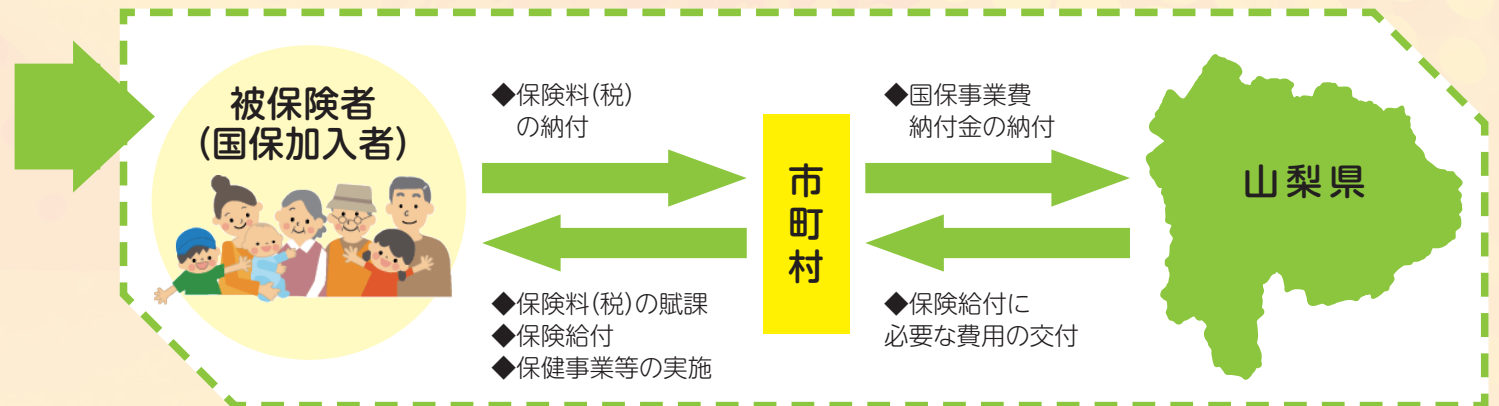 被保険者
(国保加入者)
◆保険料(税)
の納付
◆保険料(税)の賦課
◆保険給付
◆保健事業等の実施
市町村
◆国保事業費
納付金の納付
◆保険給付に
必要な費用の交付
山梨県